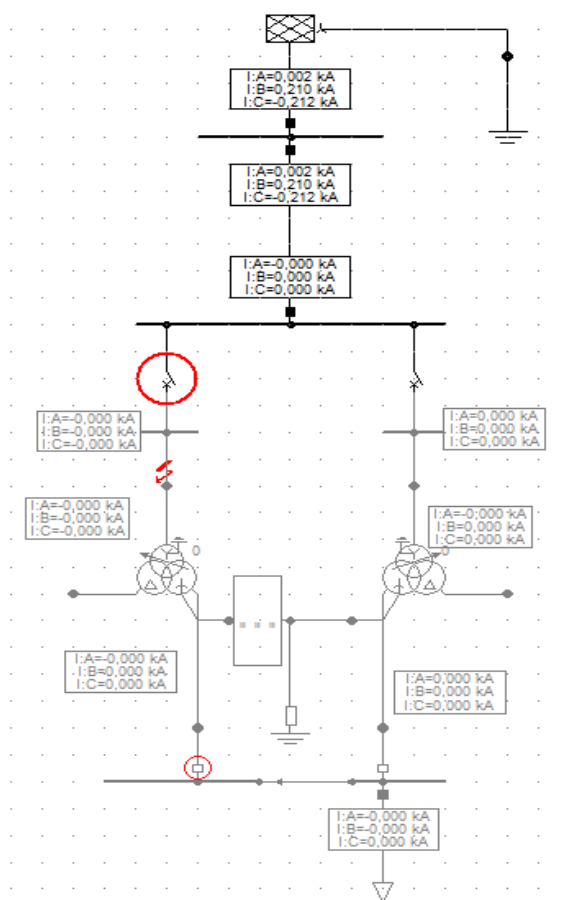 I:A=0,002 kA
I:B=0,210 kA
I:C=-0,212 kA
I:A=0,002 kA
I:B=0,210 kA
I:C=-0,212 kA
I:A=-0,000 kA
I:B=0,000 kA
I:C=0,000 kA
I:A=-0,000 kA
I:B=-0,000 kA
I:C=-0,000 kA
I:A=0,000 kA
I:B=0,000 kA
I:C=0,000 kA
I:A=-0,000 kA
I:B=-0,000 kA
I:C=-0,000 kA
I:A=-0,000 kA
I:B=0,000 kA
I:C=0,000 kA
0
0
I:A=-0,000 kA
I:B=0,000 kA
I:C=0,000 kA
I:A=0,000 kA
I:B=0,000 kA
I:C=0,000 kA
I:A=-0,000 kA
I:B=-0,000 kA
I:C=0,000 kA